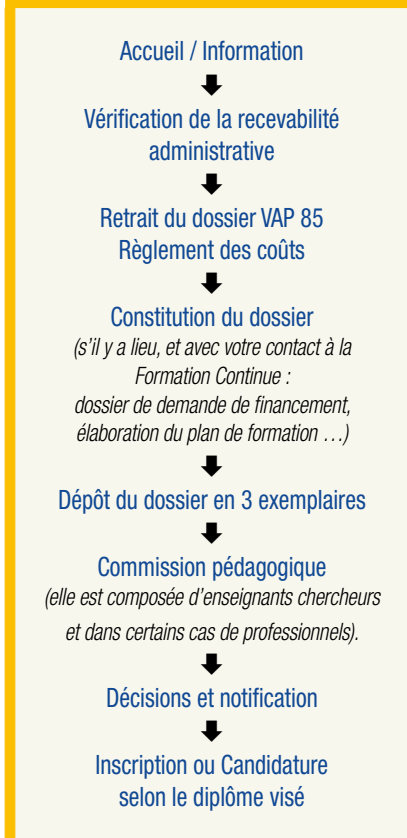 Accueil / Information
Vérification de la recevabilité
administrative
Retrait du dossier VAP 85
Règlement des coûts
Constitution du dossier
(s'il y a lieu, et avec votre contact à la
Formation Continue :
dossier de demande de financement,
élaboration du plan de formation …)
Dépôt du dossier en 3 exemplaires
Commission pédagogique
(elle est composée d'enseignants chercheurs
et dans certains cas de professionnels).
Décisions et notification
Inscription ou Candidature
selon le diplôme visé